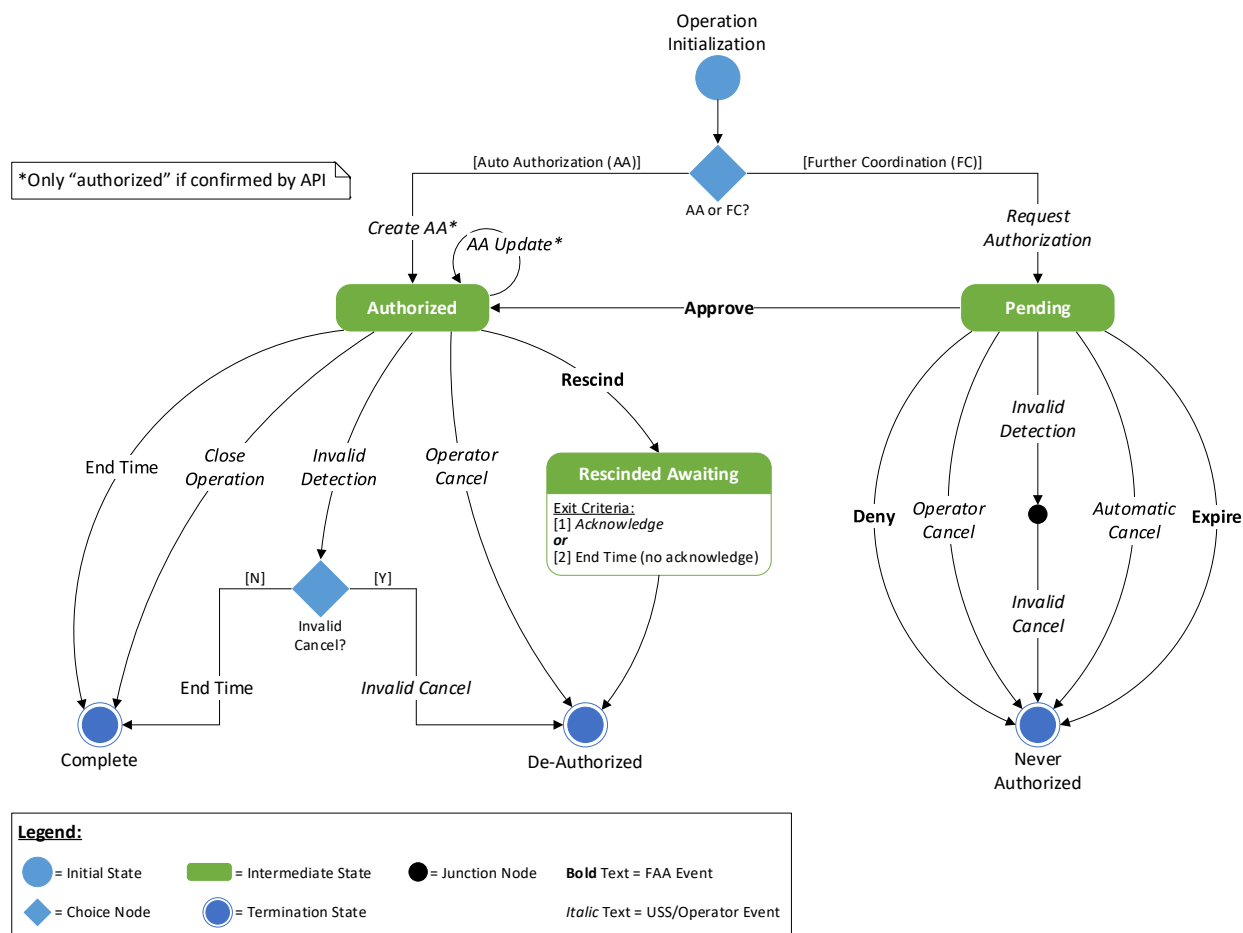 Operation
Initialization
*Only “authorized” if confirmed by API
[Auto Authorization (AA)]
[Further Coordination (FC)]
AA or FC?
Create AA*
AA Update*
Request
Authorization
Authorized
Approve
Pending
Rescind
End Time
Close
Operation
Invalid
Detection
Operator
Cancel
Rescinded Awaiting
Exit Criteria:
[1] Acknowledge
or
[2] End Time (no acknowledge)
Invalid
Detection
Deny
Operator
Cancel
Automatic
Cancel
Expire
[N]
[Y]
Invalid
Cancel?
Invalid
Cancel
End Time
Invalid Cancel
Complete
De-Authorized
Never
Authorized
Legend:
= Initial State
= Intermediate State
= Junction Node
Bold Text = FAA Event
= Choice Node
= Termination State
Italic Text = USS/Operator Event